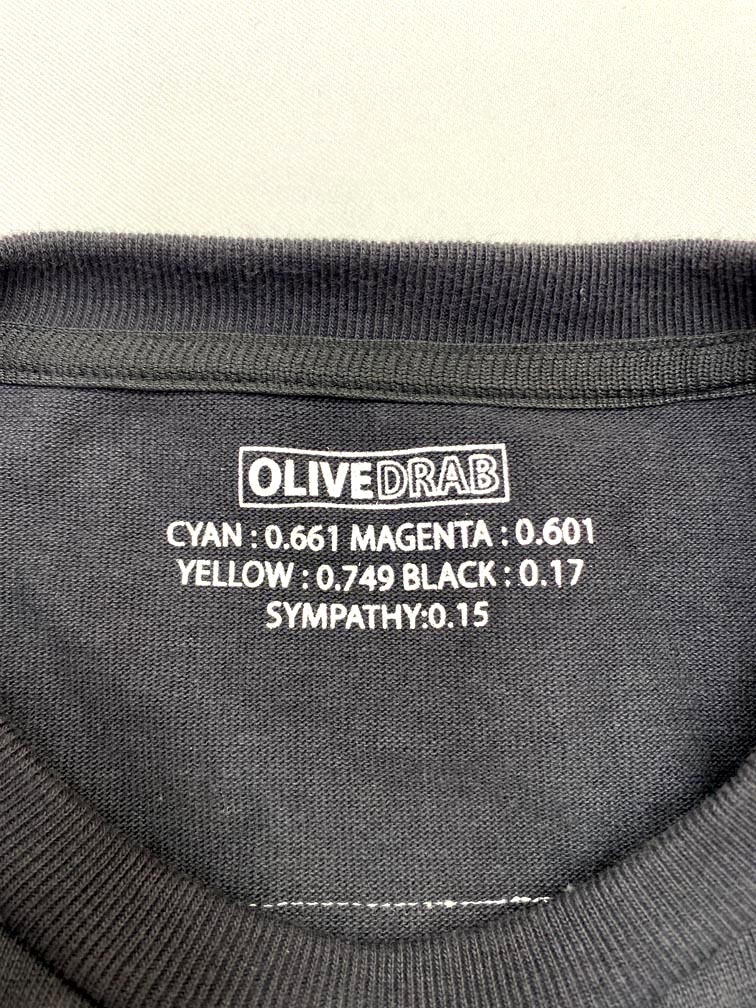 OLIVEDRAB
CYAN : 0.661 MAGENTA : 0.601
YELLOW : 0.749 BLACK : 0.17
SYMPATHY:0.15